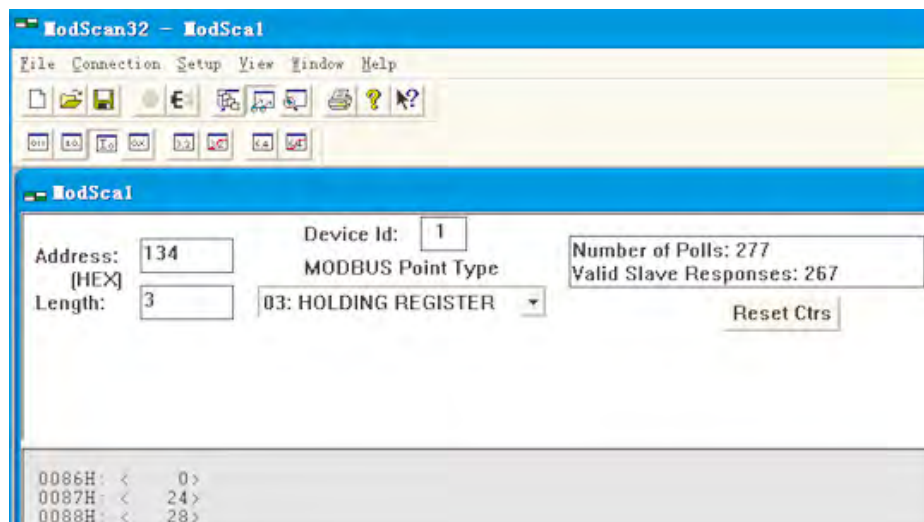 ModScan32 - ModSca1
File Connection Setup View Window Help
ModSca1
Address: 134
[HEX]
Length: 3
Device Id: 1
MODBUS Point Type
03: HOLDING REGISTER
Number of Polls: 277
Valid Slave Responses: 267
Reset Ctrs
0086H: < 0>
0087H: < 24>
0088H: < 28>